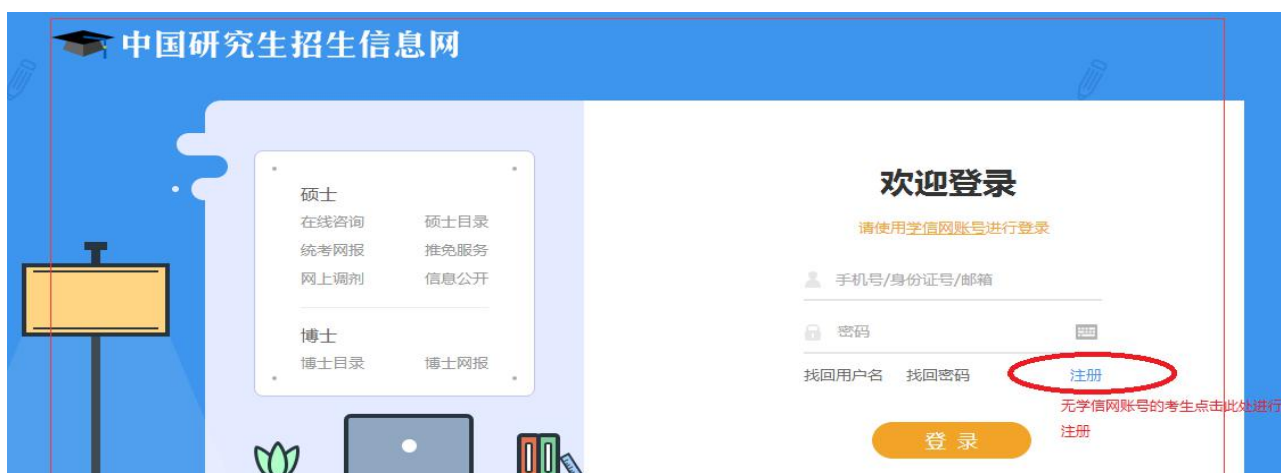 中国研究生招生信息网
硕士
在线咨询 硕士目录
统考网报 推免服务
网上调剂 信息公开
博士
博士目录 博士网报
欢迎登录
请使用学信网账号进行登录
手机号/身份证号/邮箱
密码
找回用户名 找回密码 注册
无学信网账号的考生点击此处进行
注册
登 录